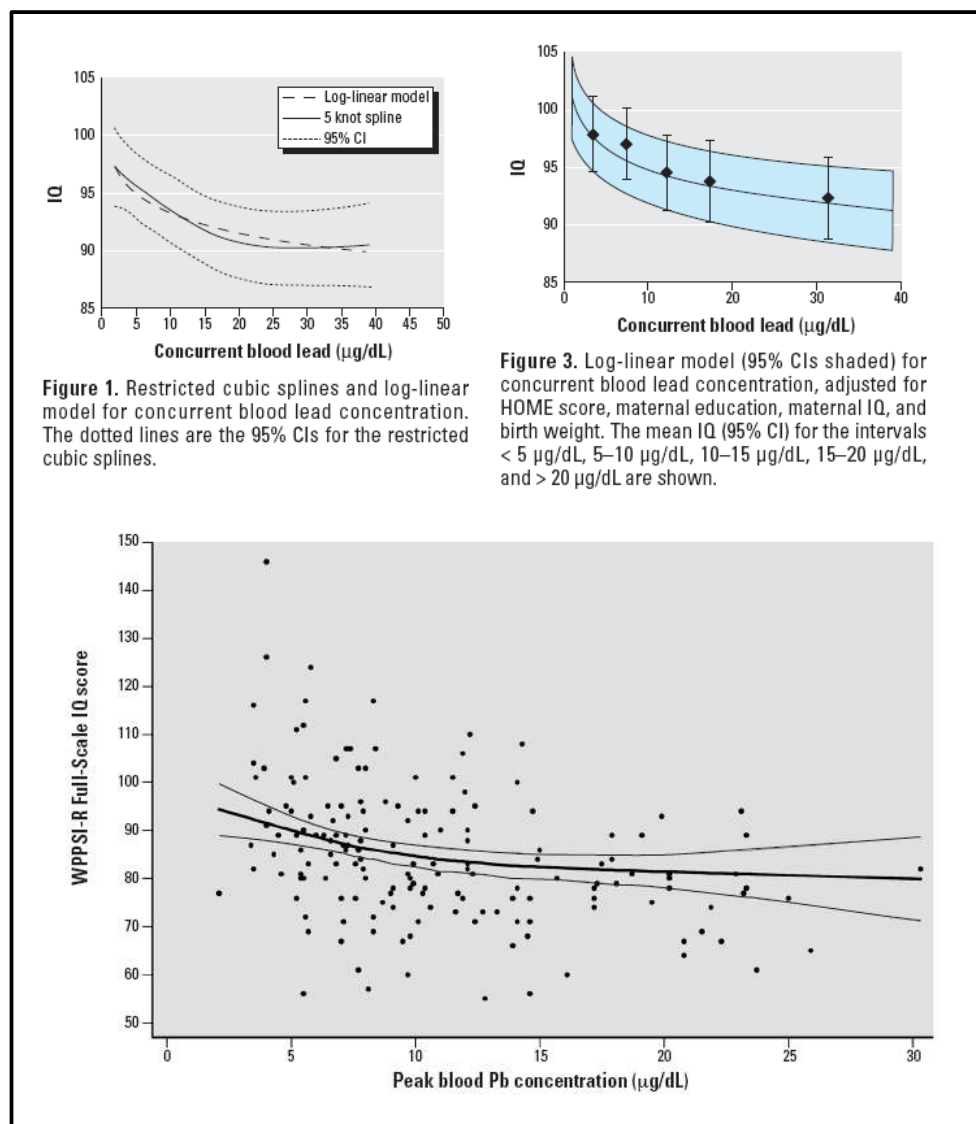 105
100
95
90
85
IQ
Log-linear model
5 knot spline
95% CI
0 5 10 15 20 25 30 35 40 45 50
Concurrent blood lead (µg/dL)
Figure 1. Restricted cubic splines and log-linear
model for concurrent blood lead concentration.
The dotted lines are the 95% CIs for the restricted
cubic splines.
105
100
95
90
85
IQ
0 10 20 30 40
Concurrent blood lead (µg/dL)
Figure 3. Log-linear model (95% CIs shaded) for
concurrent blood lead concentration, adjusted for
HOME score, maternal education, maternal IQ, and
birth weight. The mean IQ (95% CI) for the intervals
< 5 µg/dL, 5–10 µg/dL, 10–15 µg/dL, 15–20 µg/dL,
and > 20 µg/dL are shown.
150
140
130
120
110
100
90
80
70
60
50
WPPSI-R Full-Scale IQ score
0 5 10 15 20 25 30
Peak blood Pb concentration (µg/dL)